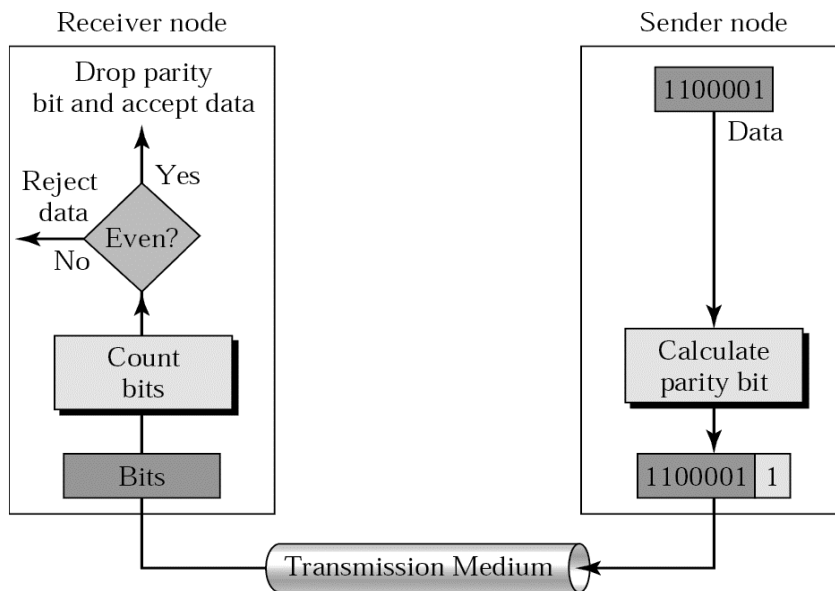 Receiver node
Drop parity
bit and accept data
Yes
Reject
data
No
Even?
Count
bits
Bits
Transmission Medium
Sender node
1100001
Data
Calculate
parity bit
1100001 1